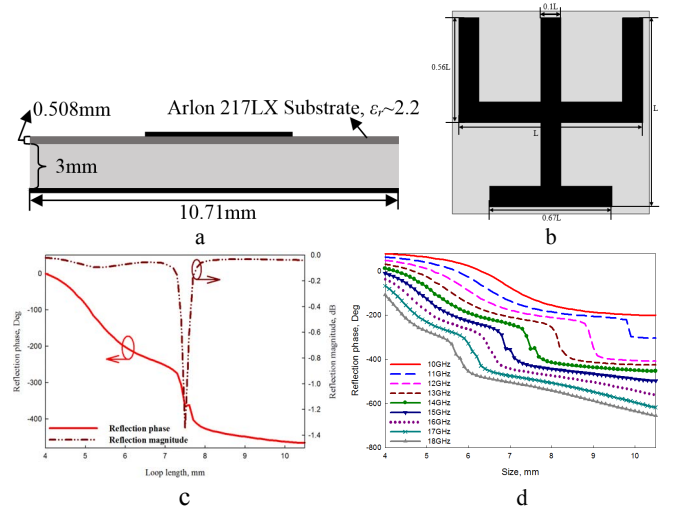 0.508mm
Arlon 217LX Substrate, εr~2.2
3mm
10.71mm
a
0.1L
0.56L
L
L
0.67L
b
Reflection phase, Deg
0
-100
-200
-300
-400
4
5
6
7
8
9
10
Loop length, mm
0.0
-0.2
-0.4
-0.6
-0.8
-1.0
-1.2
-1.4
Reflection magnitude, dB
Reflection phase
Reflection magnitude
c
Reflection phase, Deg
0
-200
-400
-600
-800
4
5
6
7
8
9
10
Size, mm
10GHz
11GHz
12GHz
13GHz
14GHz
15GHz
16GHz
17GHz
18GHz
d